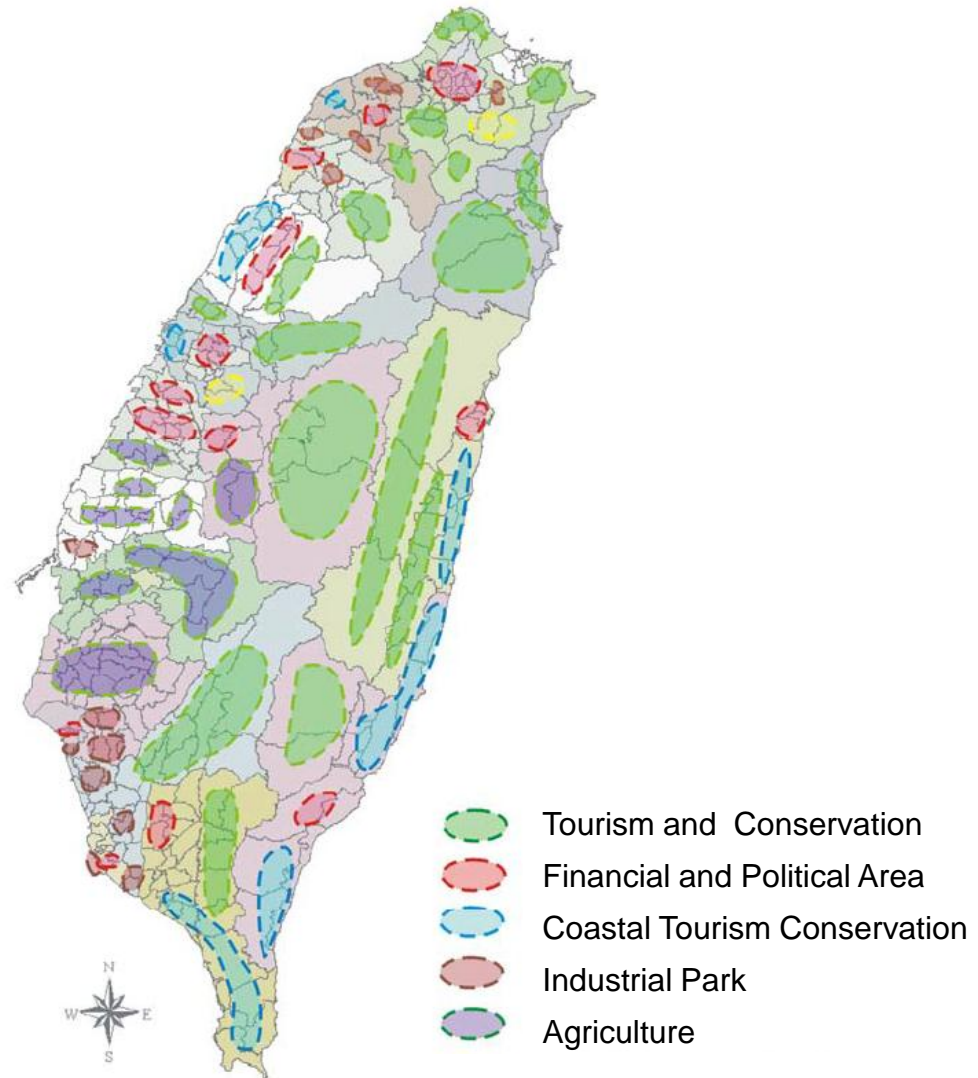 Tourism and Conservation
Financial and Political Area
Coastal Tourism Conservation
Industrial Park
Agriculture
N
W E
S